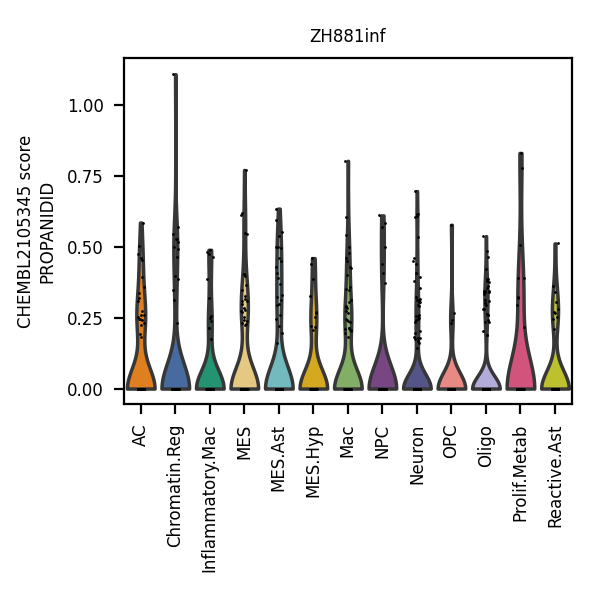 ZH881inf
CHEMBL2105345 score
PROPANIDID
1.00
0.75
0.50
0.25
0.00
AC
Chromatin.Reg
Inflammatory.Mac
MES
MES.Ast
MES.Hyp
Mac
NPC
Neuron
OPC
Oligo
Prolif.Metab
Reactive.Ast